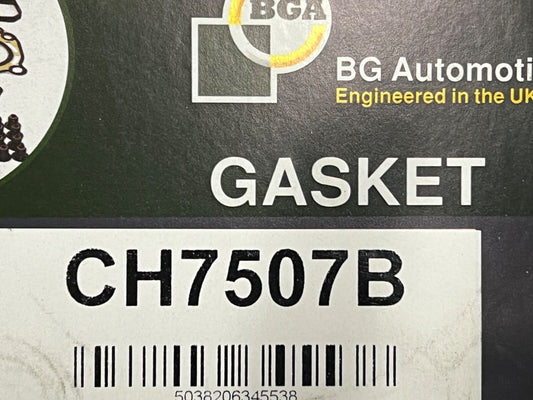 BGA
BG Automoti
Engineered in the UK
GASKET
CH7507B
5038206345538